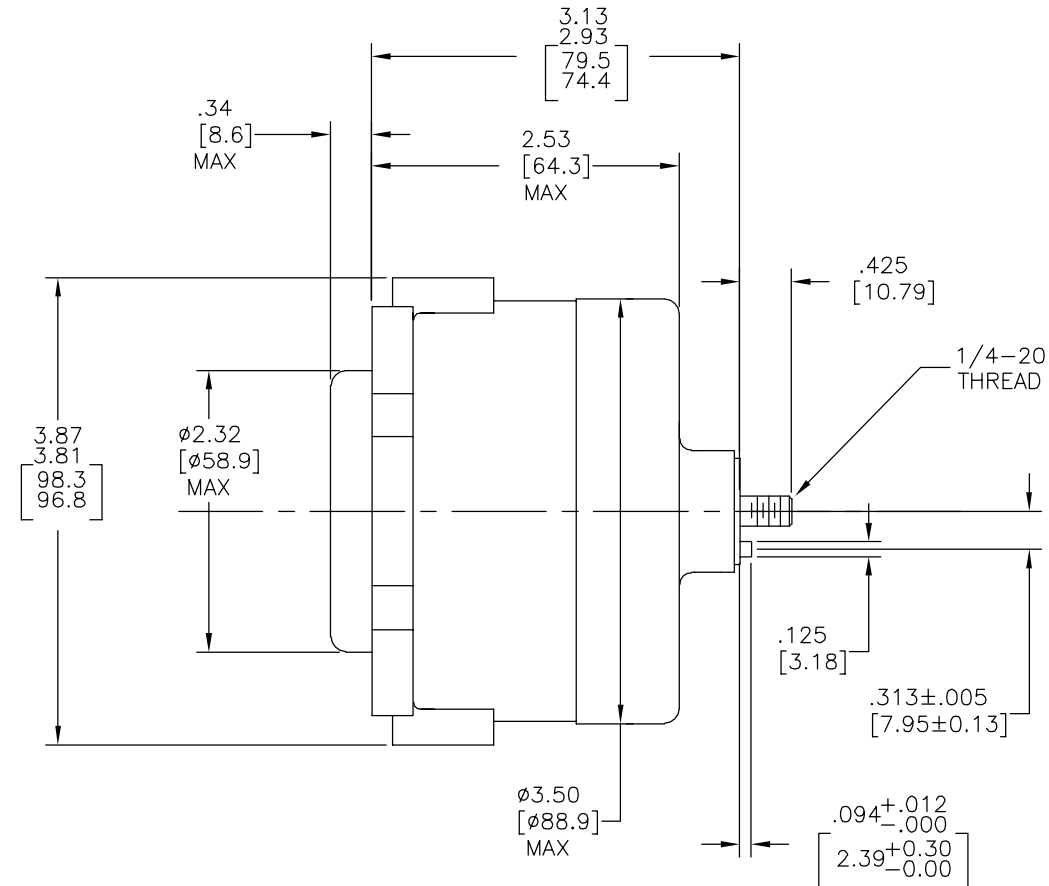 3.13
2.93
79.5
74.4
.34
[8.6]
MAX
2.53
[64.3]
MAX
.425
[10.79]
1/4-20
THREAD
3.87
3.81
98.3
96.8
ø2.32
[ø58.9]
MAX
.125
[3.18]
.313±.005
[7.95±0.13]
ø3.50
[ø88.9]
MAX
.094+.012
-.000
2.39+0.30
-0.00